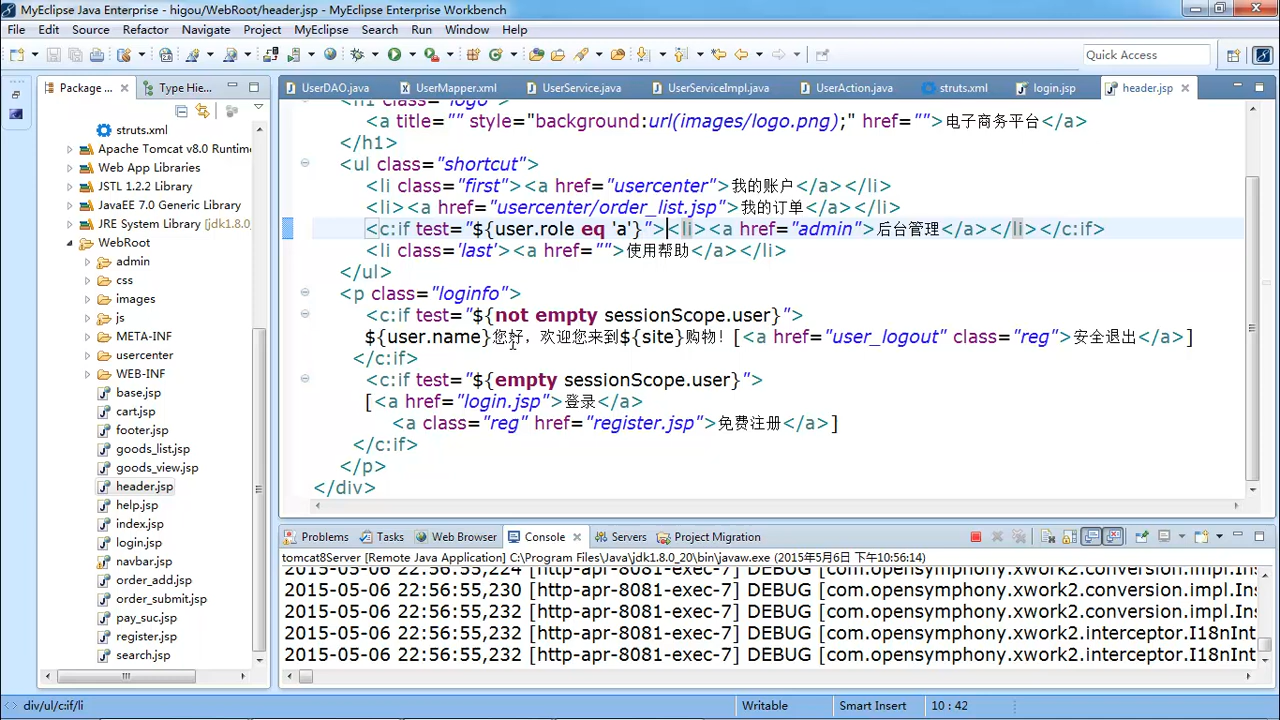 MyEclipse Java Enterprise - higou/WebRoot/header.jsp - MyEclipse Enterprise Workbench
File Edit Source Refactor Navigate Project MyEclipse Search Run Window Help
Quick Access
Package ... Type Hie...
UserDAO.java UserMapper.xml UserService.java UserServiceImpl.java UserAction.java struts.xml login.jsp header.jsp
struts.xml
Apache Tomcat v8.0 Runtime
Web App Libraries
JSTL 1.2.2 Library
JavaEE 7.0 Generic Library
JRE System Library [jdk1.8.0_
WebRoot
admin
css
images
js
META-INF
usercenter
WEB-INF
base.jsp
cart.jsp
footer.jsp
goods_list.jsp
goods_view.jsp
header.jsp
help.jsp
index.jsp
login.jsp
navbar.jsp
order_add.jsp
order_submit.jsp
pay_suc.jsp
register.jsp
search.jsp
<h1 class="logo">
<a title="" style="background:url(images/logo.png);" href="">电子商务平台</a>
</h1>
<ul class="shortcut">
<li class="first"><a href="usercenter">我的账户</a></li>
<li><a href="usercenter/order_list.jsp">我的订单</a></li>
<c:if test="${user.role eq 'a'}"><li><a href="admin">后台管理</a></li></c:if>
<li class='last'><a href="">使用帮助</a></li>
</ul>
<p class="loginfo">
<c:if test="${not empty sessionScope.user}">
${user.name}您好，欢迎您来到${site}购物！[<a href="user_logout" class="reg">安全退出</a>]
</c:if>
<c:if test="${empty sessionScope.user}">
[<a href="login.jsp">登录</a>
<a class="reg" href="register.jsp">免费注册</a>]
</c:if>
</p>
</div>
Problems Tasks Web Browser Console Servers Project Migration
tomcat8Server [Remote Java Application] C:\Program Files\Java\jdk1.8.0_20\bin\javaw.exe (2015年5月6日 下午10:56:14)
2015-05-06 22:56:55,224 [http-apr-8081-exec-7] DEBUG [com.opensymphony.xwork2.conversion.impl.Ins
2015-05-06 22:56:55,230 [http-apr-8081-exec-7] DEBUG [com.opensymphony.xwork2.conversion.impl.Ins
2015-05-06 22:56:55,232 [http-apr-8081-exec-7] DEBUG [com.opensymphony.xwork2.interceptor.I18nInt
2015-05-06 22:56:55,232 [http-apr-8081-exec-7] DEBUG [com.opensymphony.xwork2.interceptor.I18nInt
div/ul/c:if/li Writable Smart Insert 10 : 42